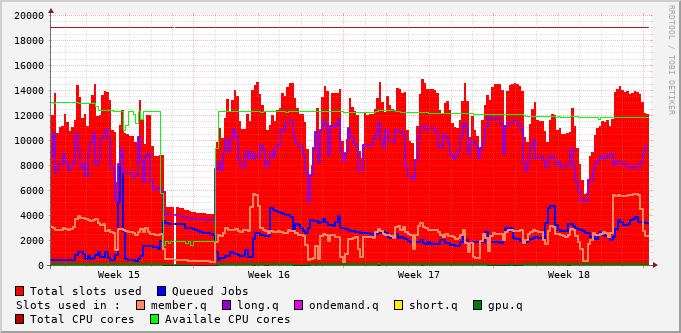 20000
18000
16000
14000
12000
10000
8000
6000
4000
2000
0
Week 15 Week 16 Week 17 Week 18
RRDTOOL / TOBI OETIKER
Total slots used Queued Jobs
Slots used in : member.q long.q ondemand.q short.q gpu.q
Total CPU cores Availale CPU cores